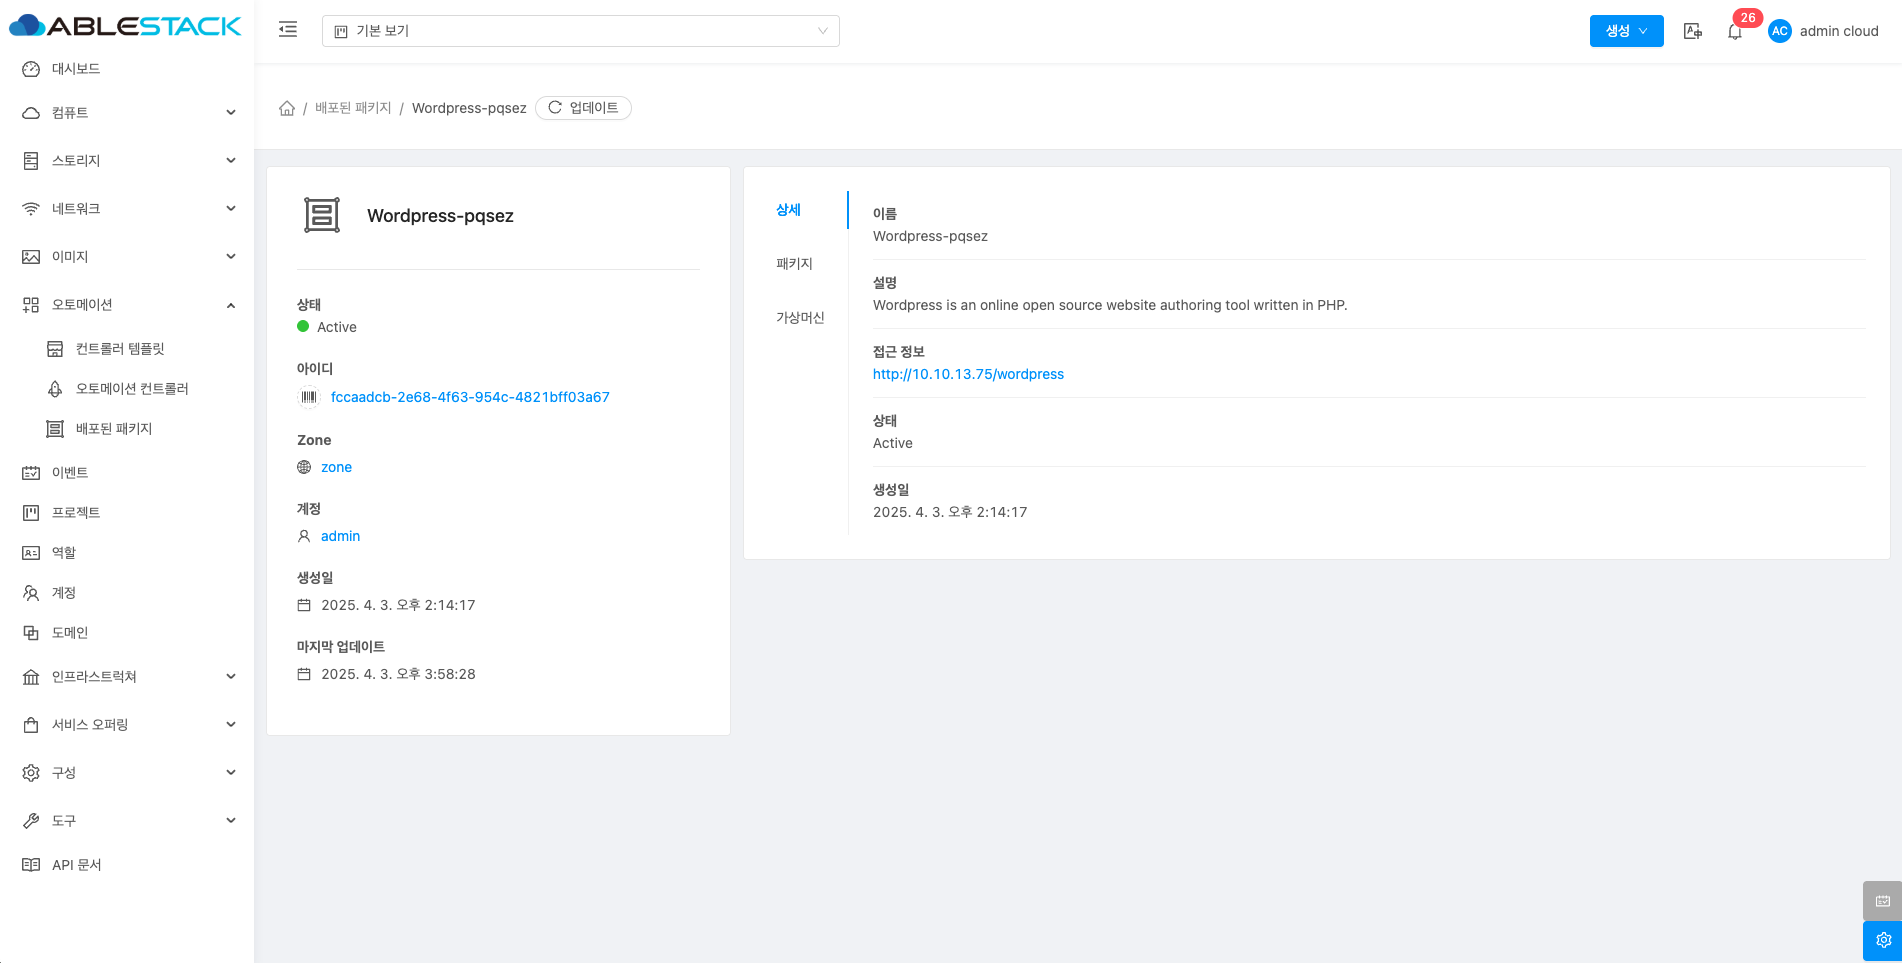 ABLESTACK
기본 보기
생성
26
AC
admin cloud
대시보드
컴퓨트
스토리지
네트워크
이미지
오토메이션
컨트롤러 템플릿
오토메이션 컨트롤러
배포된 패키지
이벤트
프로젝트
역할
계정
도메인
인프라스트럭쳐
서비스 오퍼링
구성
도구
API 문서
/ 배포된 패키지 / Wordpress-pqsez 업데이트
Wordpress-pqsez
상태
Active
아이디
fccaadcb-2e68-4f63-954c-4821bff03a67
Zone
zone
계정
admin
생성일
2025. 4. 3. 오후 2:14:17
마지막 업데이트
2025. 4. 3. 오후 3:58:28
상세
패키지
가상머신
이름
Wordpress-pqsez
설명
Wordpress is an online open source website authoring tool written in PHP.
접근 정보
http://10.10.13.75/wordpress
상태
Active
생성일
2025. 4. 3. 오후 2:14:17